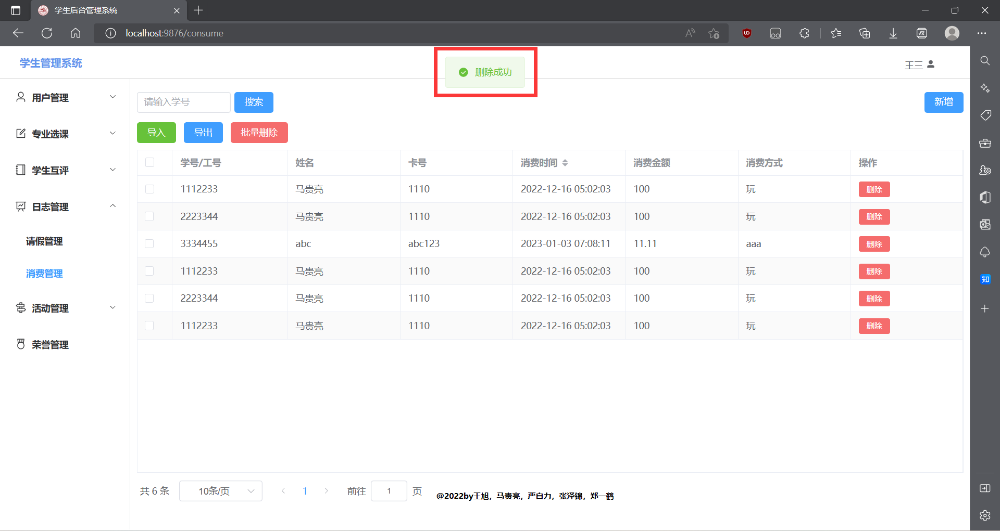 学生后台管理系统
localhost:9876/consume
学生管理系统
删除成功
王三
用户管理
专业选课
学生互评
日志管理
请假管理
消费管理
活动管理
荣誉管理
请输入学号 搜索 新增
导入 导出 批量删除
学号/工号 姓名 卡号 消费时间 消费金额 消费方式 操作
1112233 马贵亮 1110 2022-12-16 05:02:03 100 玩 删除
2223344 马贵亮 1110 2022-12-16 05:02:03 100 玩 删除
3334455 abc abc123 2023-01-03 07:08:11 11.11 aaa 删除
1112233 马贵亮 1110 2022-12-16 05:02:03 100 玩 删除
2223344 马贵亮 1110 2022-12-16 05:02:03 100 玩 删除
1112233 马贵亮 1110 2022-12-16 05:02:03 100 玩 删除
共 6 条 10条/页 1 前往 1 页
@2022by王旭，马贵亮，严自力，张泽锦，郑一鹤
知